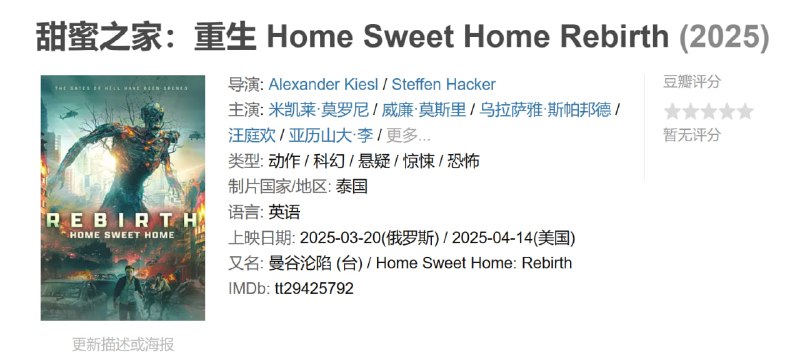 甜蜜之家：重生 Home Sweet Home Rebirth (2025)
THE GATES OF HELL HAVE BEEN OPENED
REBIRTH
HOME SWEET HOME
更新描述或海报
导演: Alexander Kiesl / Steffen Hacker
主演: 米凯莱·莫罗尼 / 威廉·莫斯里 / 乌拉萨雅·斯帕邦德 /
汪庭欢 / 亚历山大·李 / 更多...
类型: 动作 / 科幻 / 悬疑 / 惊悚 / 恐怖
制片国家/地区: 泰国
语言: 英语
上映日期: 2025-03-20(俄罗斯) / 2025-04-14(美国)
又名: 曼谷沦陷 (台) / Home Sweet Home: Rebirth
IMDb: tt29425792
豆瓣评分
暂无评分